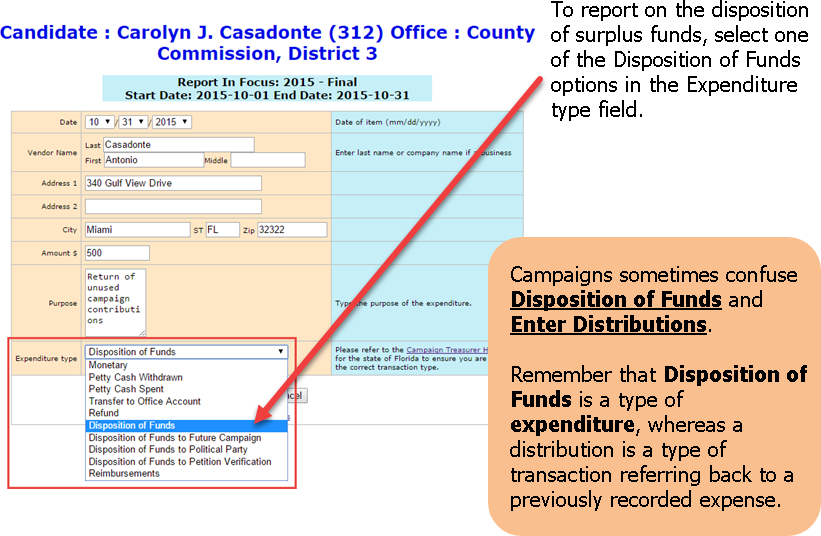 Candidate : Carolyn J. Casadonte (312) Office : County
Commission, District 3
Report In Focus: 2015 - Final
Start Date: 2015-10-01 End Date: 2015-10-31
Date 10 / 31 / 2015 Date of item (mm/dd/yyyy)
Vendor Name Last Casadonte
First Antonio Middle
Enter last name or company name if a business
Address 1 340 Gulf View Drive
Address 2
City Miami ST FL Zip 32322
Amount $ 500
Purpose
Return of
unused
campaign
contributi
ons
Type the purpose of the expenditure.
Expenditure type Disposition of Funds
Please refer to the Campaign Treasurer H
for the state of Florida to ensure you are
the correct transaction type.
Monetary
Petty Cash Withdrawn
Petty Cash Spent
Transfer to Office Account
Refund
Disposition of Funds
Disposition of Funds to Future Campaign
Disposition of Funds to Political Party
Disposition of Funds to Petition Verification
Reimbursements
cel
To report on the disposition
of surplus funds, select one
of the Disposition of Funds
options in the Expenditure
type field.
Campaigns sometimes confuse
Disposition of Funds and
Enter Distributions.
Remember that Disposition of
Funds is a type of
expenditure, whereas a
distribution is a type of
transaction referring back to a
previously recorded expense.